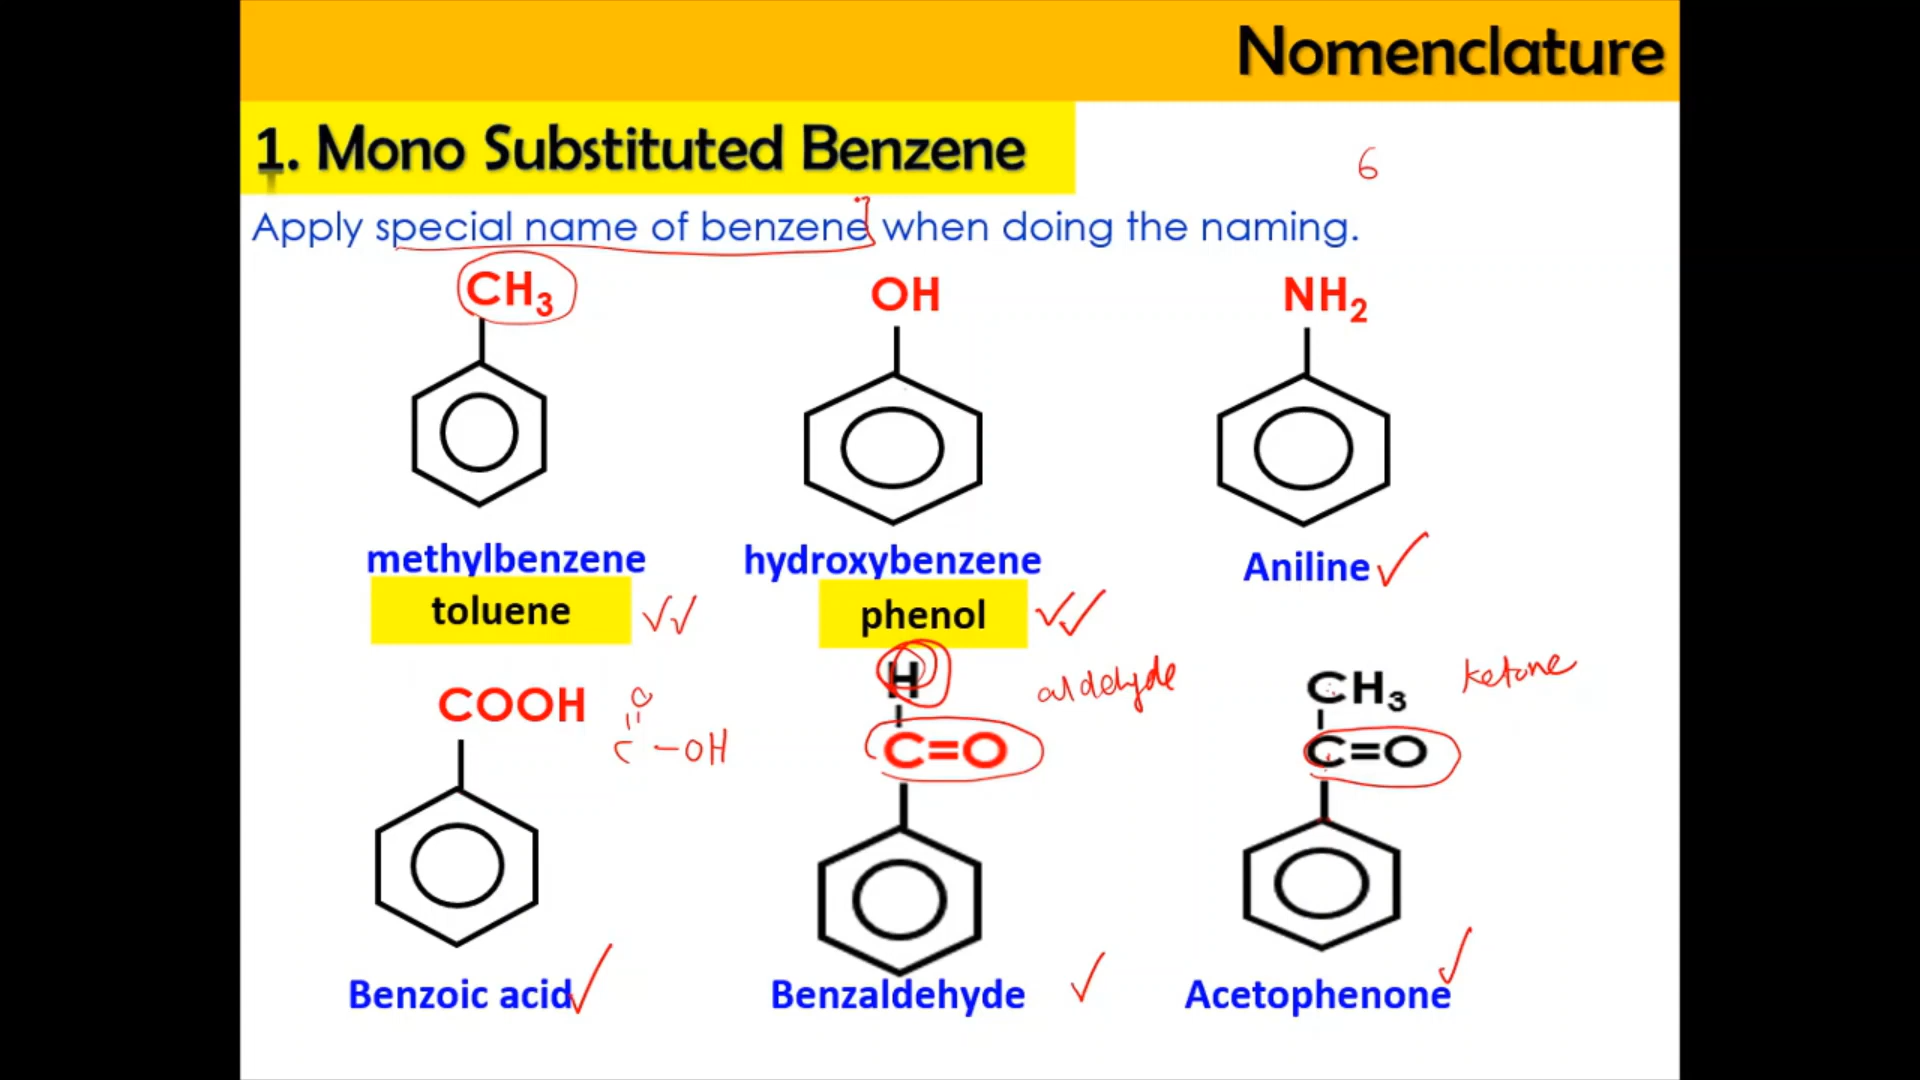 Nomenclature
1. Mono Substituted Benzene
6
Apply special name of benzene when doing the naming.
CH₃
OH
NH₂
methylbenzene
hydroxybenzene
Aniline
toluene
phenol
H
aldehyde
CH₃
ketone
COOH
O
C -OH
C=O
C=O
Benzoic acid
Benzaldehyde
Acetophenone